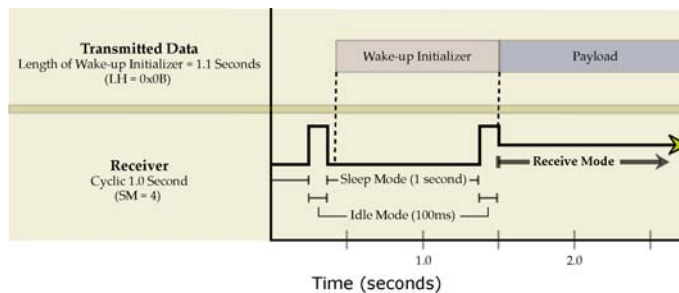 Transmitted Data
Length of Wake-up Initializer = 1.1 Seconds
(LH = 0x0B)
Wake-up Initializer
Payload
Receiver
Cyclic 1.0 Second
(SM = 4)
Receive Mode
Sleep Mode (1 second)
Idle Mode (100ms)
1.0
2.0
Time (seconds)